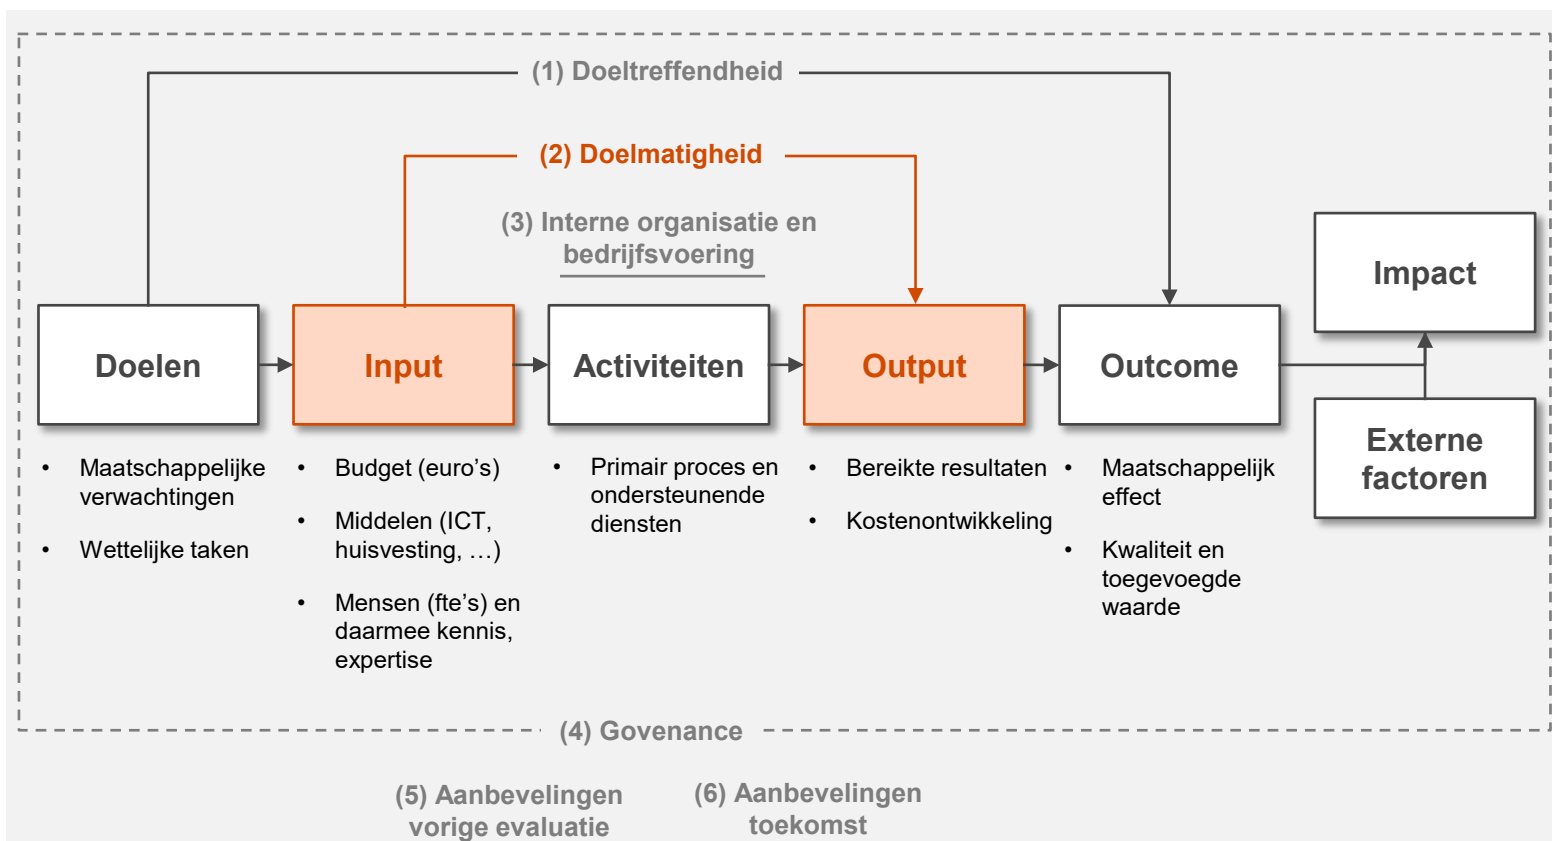 (1) Doeltreffendheid
(2) Doelmatigheid
(3) Interne organisatie en
bedrijfsvoering
Impact
Doelen
Input
Activiteiten
Output
Outcome
Externe
factoren
• Maatschappelijke
verwachtingen
• Wettelijke taken
• Budget (euro’s)
• Middelen (ICT,
huisvesting, …)
• Mensen (fte’s) en
daarmee kennis,
expertise
• Primair proces en
ondersteunende
diensten
• Bereikte resultaten
• Kostenontwikkeling
• Maatschappelijk
effect
• Kwaliteit en
toegevoegde
waarde
(4) Govenance
(5) Aanbevelingen
vorige evaluatie
(6) Aanbevelingen
toekomst